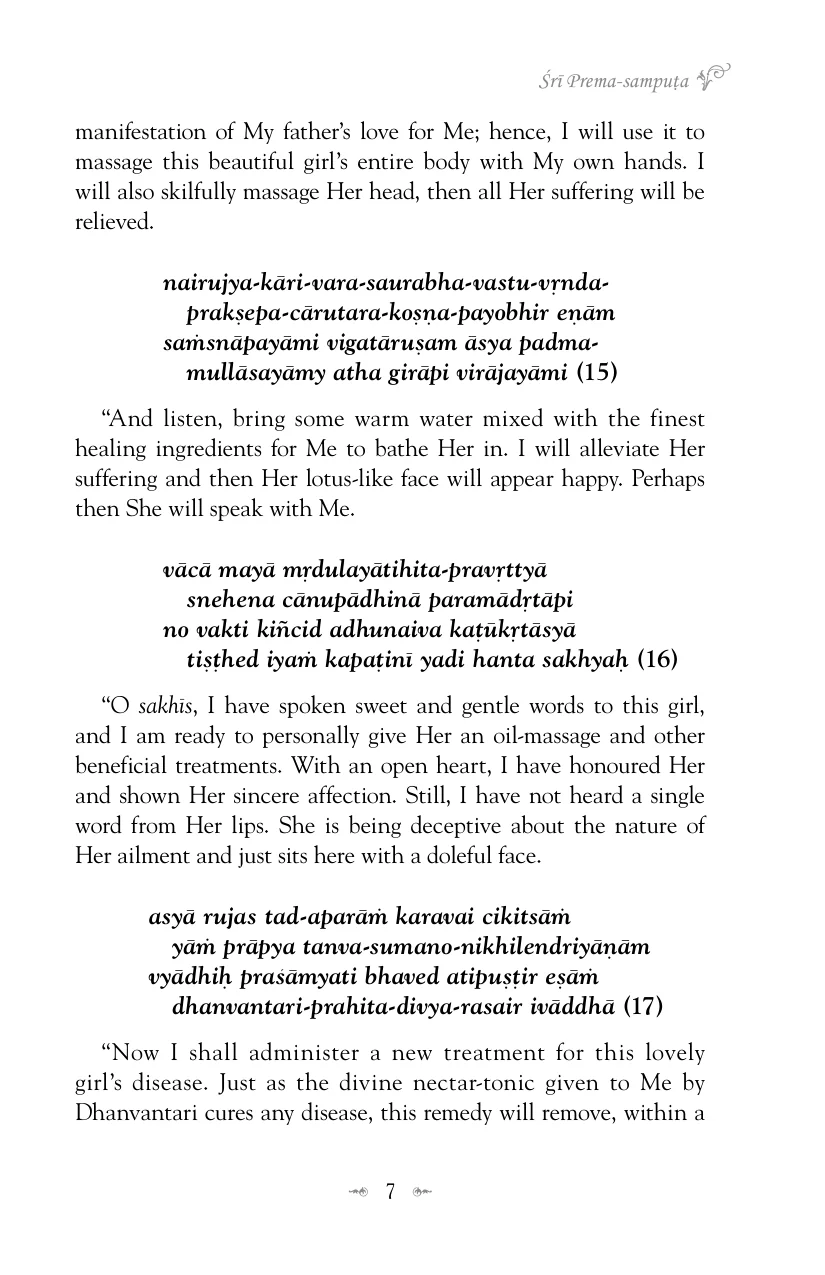 Śrī Prema-sampuṭa
manifestation of My father’s love for Me; hence, I will use it to
massage this beautiful girl’s entire body with My own hands. I
will also skilfully massage Her head, then all Her suffering will be
relieved.
nairujya-kāri-vara-saurabha-vastu-vṛnda-
prakṣepa-cārutara-koṣṇa-payobhir eṇām
saṁsnāpayāmi vigatāruṣam āsya padma-
mullāsayāmy atha girāpi virājayāmi (15)
“And listen, bring some warm water mixed with the finest
healing ingredients for Me to bathe Her in. I will alleviate Her
suffering and then Her lotus-like face will appear happy. Perhaps
then She will speak with Me.
vācā mayā mṛdulayātihita-pravṛttyā
snehena cānupādhinā paramādṛtāpi
no vakti kiñcid adhunaiva kaṭūkṛtāsyā
tiṣṭhed iyaṁ kapaṭinī yadi hanta sakhyaḥ (16)
“O sakhīs, I have spoken sweet and gentle words to this girl,
and I am ready to personally give Her an oil-massage and other
beneficial treatments. With an open heart, I have honoured Her
and shown Her sincere affection. Still, I have not heard a single
word from Her lips. She is being deceptive about the nature of
Her ailment and just sits here with a doleful face.
asyā rujas tad-aparāṁ karavai cikitsāṁ
yāṁ prāpya tanva-sumano-nikhilendriyāṇām
vyādhiḥ praśāmyati bhaved atipuṣṭir eṣāṁ
dhanvantari-prahita-divya-rasair ivāddhā (17)
“Now I shall administer a new treatment for this lovely
girl’s disease. Just as the divine nectar-tonic given to Me by
Dhanvantari cures any disease, this remedy will remove, within a
7